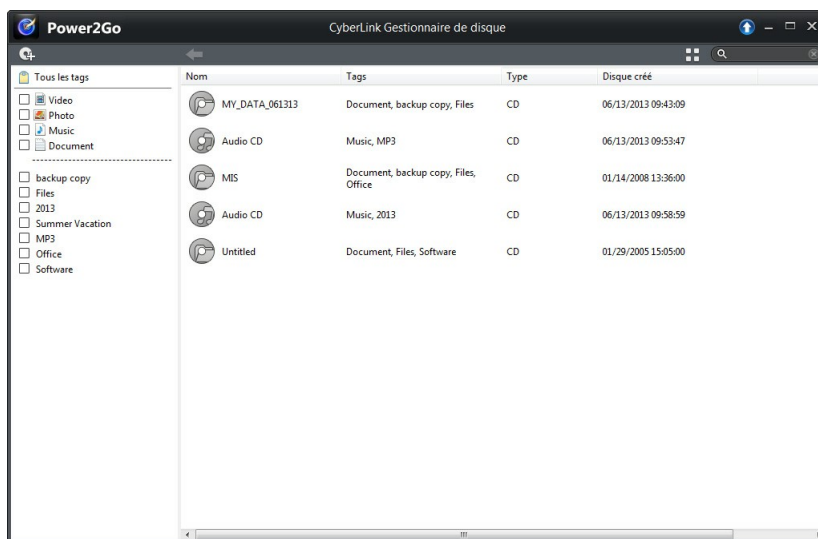 Power2Go
CyberLink Gestionnaire de disque
Tous les tags
Video
Photo
Music
Document
backup copy
Files
2013
Summer Vacation
MP3
Office
Software
Nom Tags Type Disque créé
MY_DATA_061313 Document, backup copy, Files CD 06/13/2013 09:43:09
Audio CD Music, MP3 CD 06/13/2013 09:53:47
MIS Document, backup copy, Files, CD 01/14/2008 13:36:00
Office
Audio CD Music, 2013 CD 06/13/2013 09:58:59
Untitled Document, Files, Software CD 01/29/2005 15:05:00